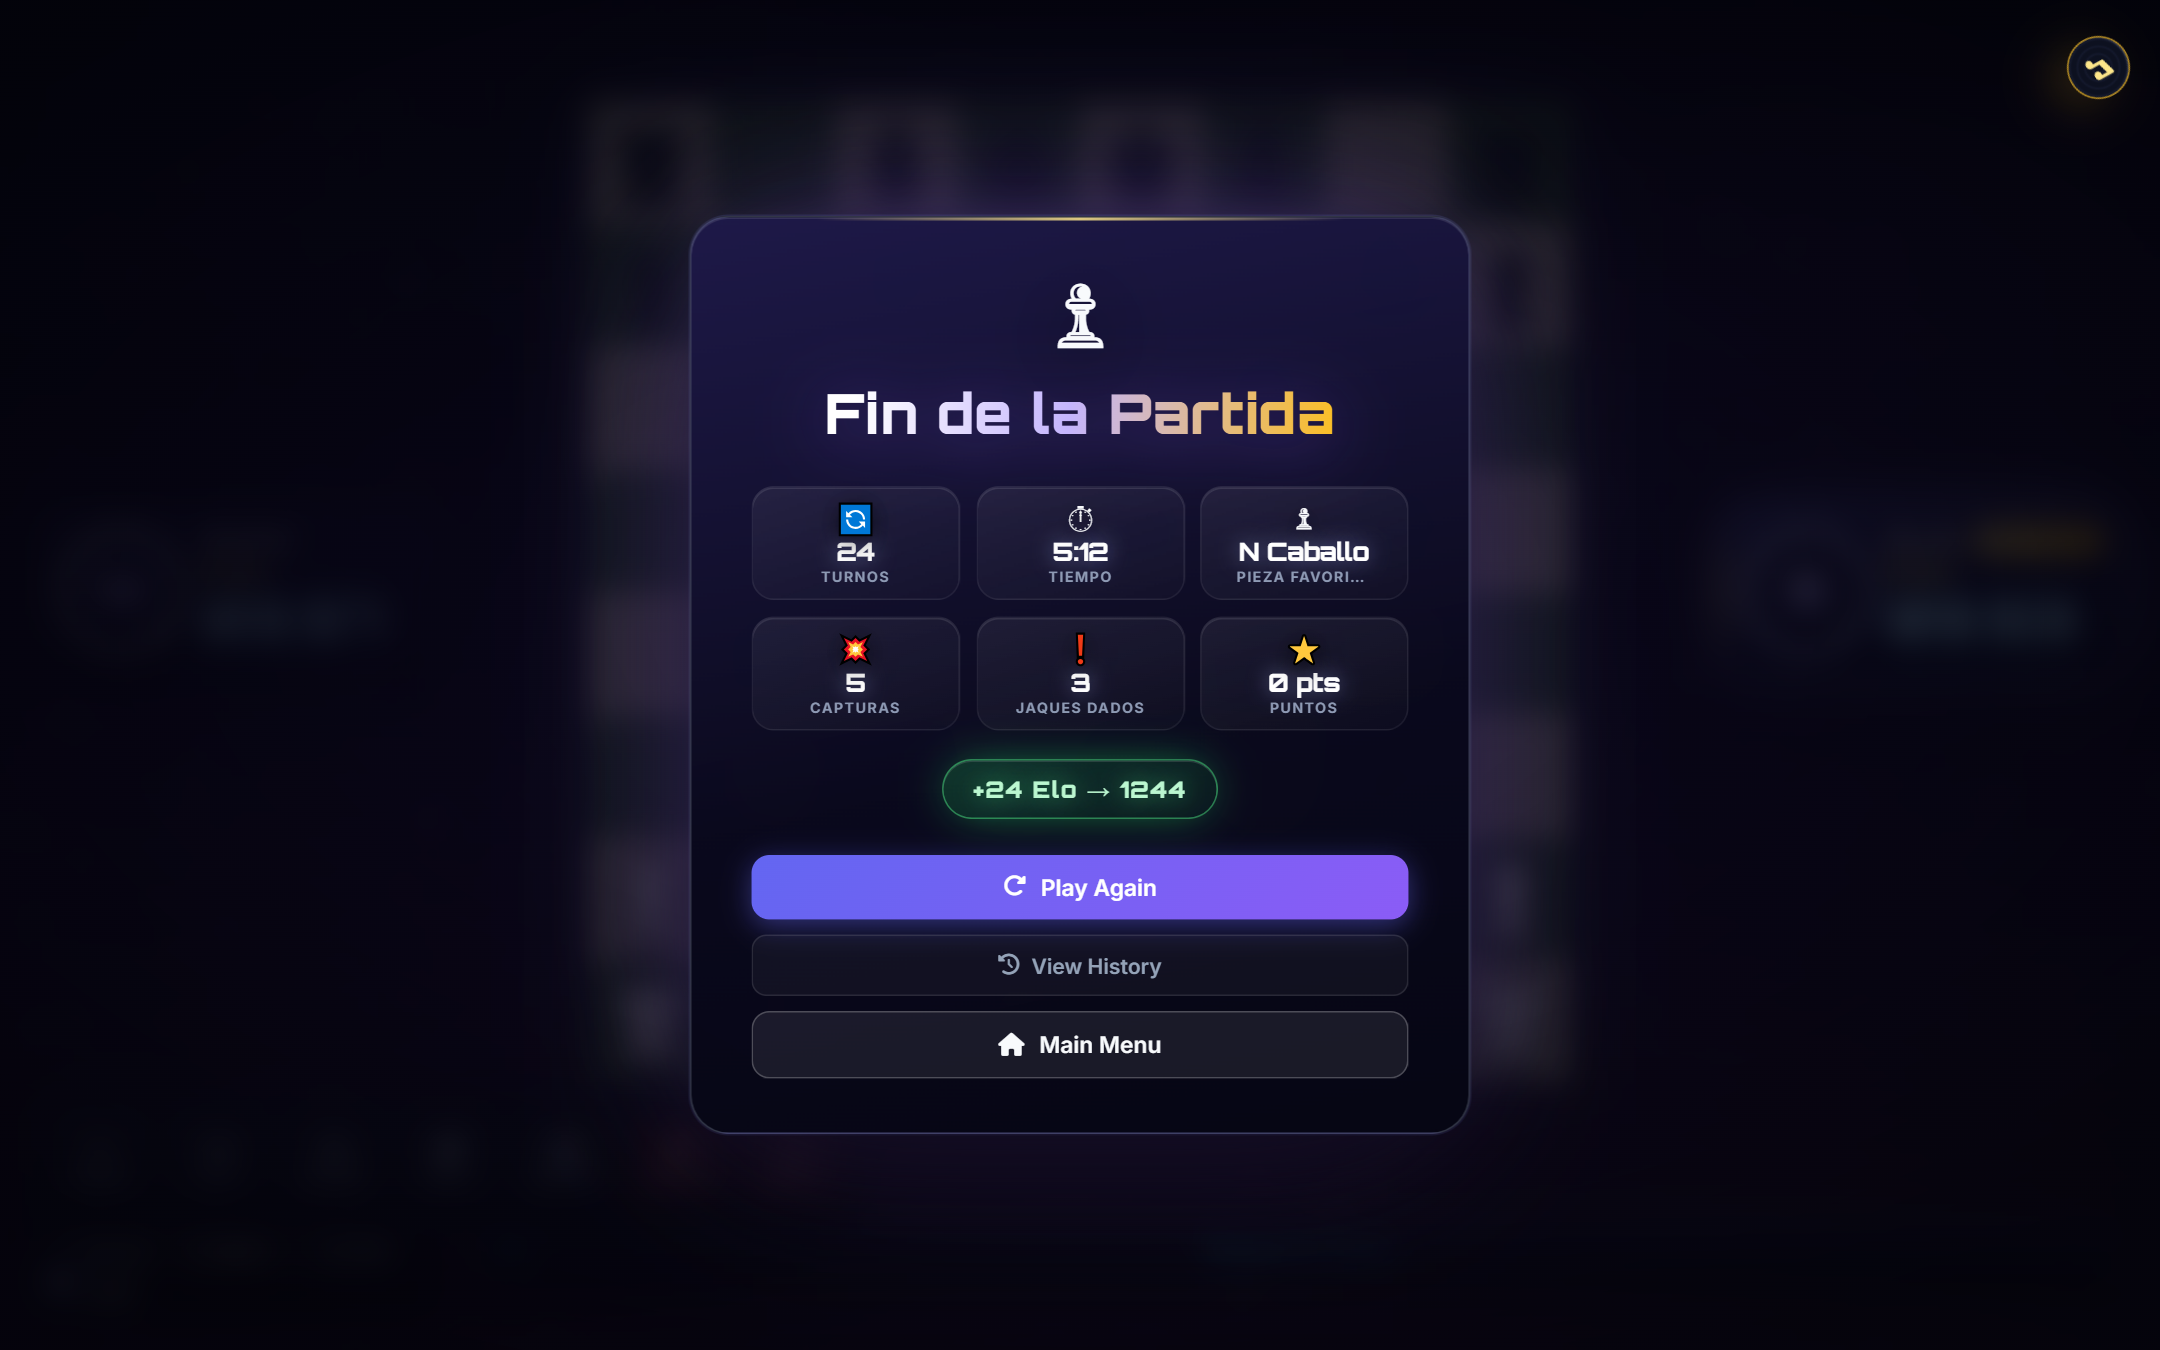 Fin de la Partida
24
TURNOS
5:12
TIEMPO
N Caballo
PIEZA FAVORI...
5
CAPTURAS
3
JAQUES DADOS
0 pts
PUNTOS
+24 Elo → 1244
Play Again
View History
Main Menu